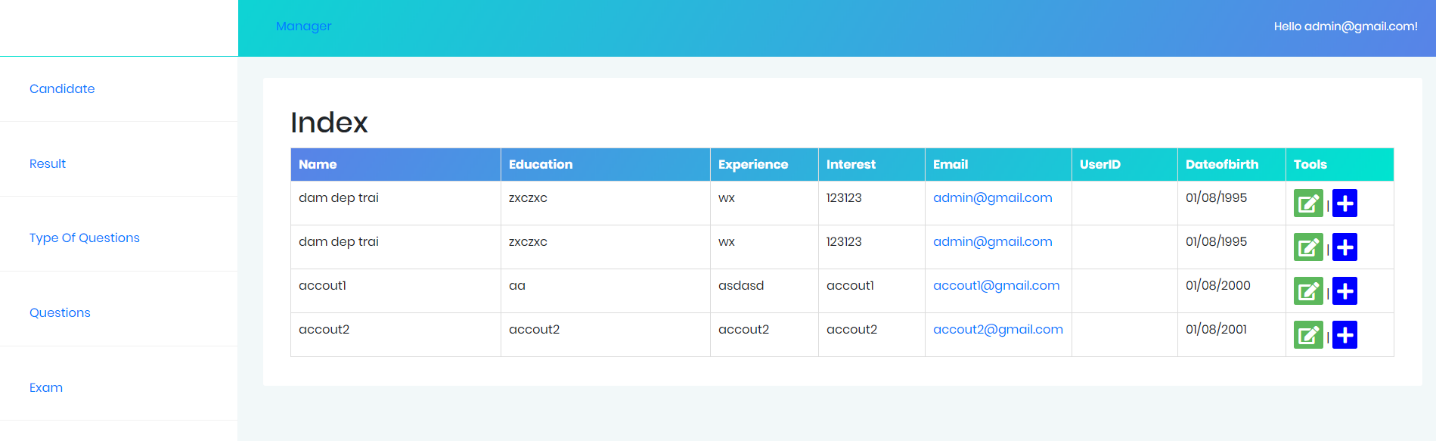 Manager
Hello admin@gmail.com!
Candidate
Result
Type Of Questions
Questions
Exam
Index
Name Education Experience Interest Email UserID Dateofbirth Tools
dam dep trai zxczxc wx 123123 admin@gmail.com 01/08/1995 |
dam dep trai zxczxc wx 123123 admin@gmail.com 01/08/1995 |
accout1 aa asdasd accout1 accout1@gmail.com 01/08/2000 |
accout2 accout2 accout2 accout2 accout2@gmail.com 01/08/2001 |